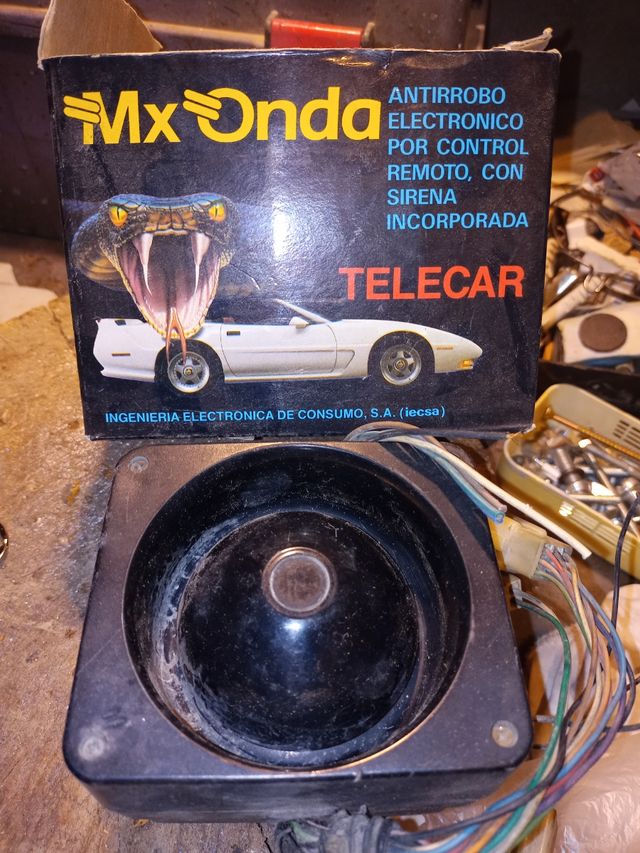 Mx Onda
ANTIRROBO
ELECTRONICO
POR CONTROL
REMOTO, CON
SIRENA
INCORPORADA
TELECAR
INGENIERIA ELECTRONICA DE CONSUMO, S.A. (iecsa)